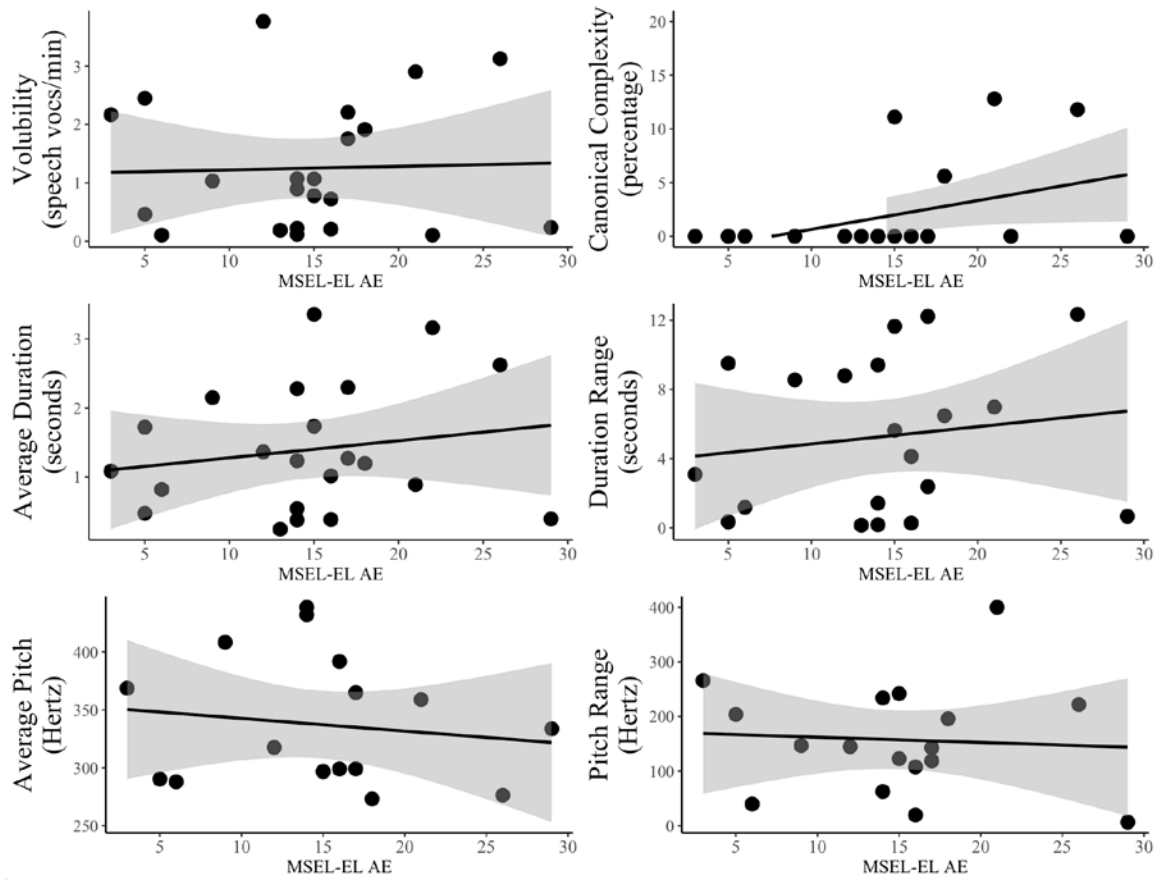 Volubility
(speech vocs/min)
3
2
1
0
5 10 15 20 25 30
MSEL-EL AE
Canonical Complexity
(percentage)
20
15
10
5
0
5 10 15 20 25 30
MSEL-EL AE
Average Duration
(seconds)
3
2
1
5 10 15 20 25 30
MSEL-EL AE
Duration Range
(seconds)
12
8
4
0
5 10 15 20 25 30
MSEL-EL AE
Average Pitch
(Hertz)
400
350
300
250
5 10 15 20 25 30
MSEL-EL AE
Pitch Range
(Hertz)
400
300
200
100
0
5 10 15 20 25 30
MSEL-EL AE